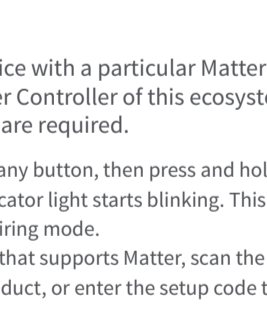 ice with a particular Matter
r Controller of this ecosyste
are required.
any button, then press and hol
cator light starts blinking. This
iring mode.
that supports Matter, scan the
duct, or enter the setup code t